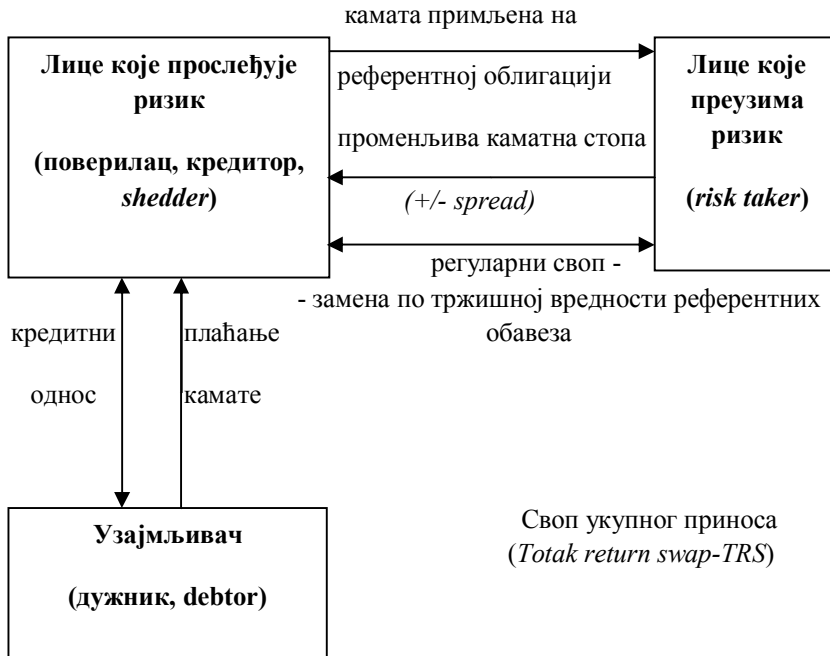 камата примљена на
Лице које прослеђује
ризик
(поверилац, кредитор,
shedder)
референтној облигацији
променљива каматна стопа
(+/- spread)
Лице које
преузима
ризик
(risk taker)
регуларни своп -
- замена по тржишној вредности референтних
обавеза
кредитни
однос
плаћање
камате
Узајмљивач
(дужник, debtor)
Своп укупног приноса
(Totak return swap-TRS)